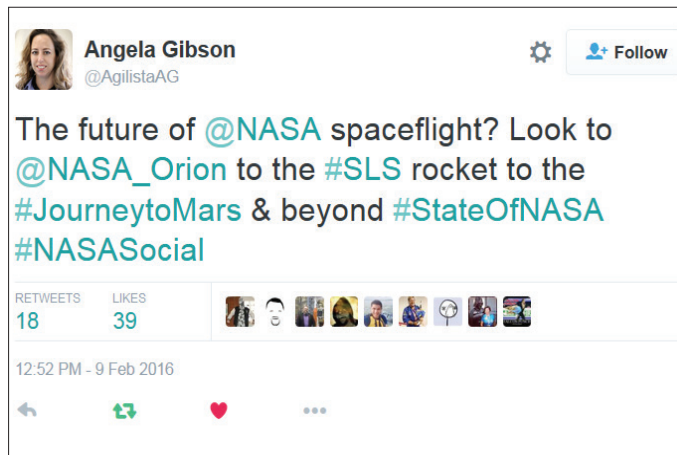 Angela Gibson
@AgilistaAG
Follow
The future of @NASA spaceflight? Look to
@NASA_Orion to the #SLS rocket to the
#JourneytoMars & beyond #StateOfNASA
#NASASocial
RETWEETS LIKES
18 39
12:52 PM - 9 Feb 2016